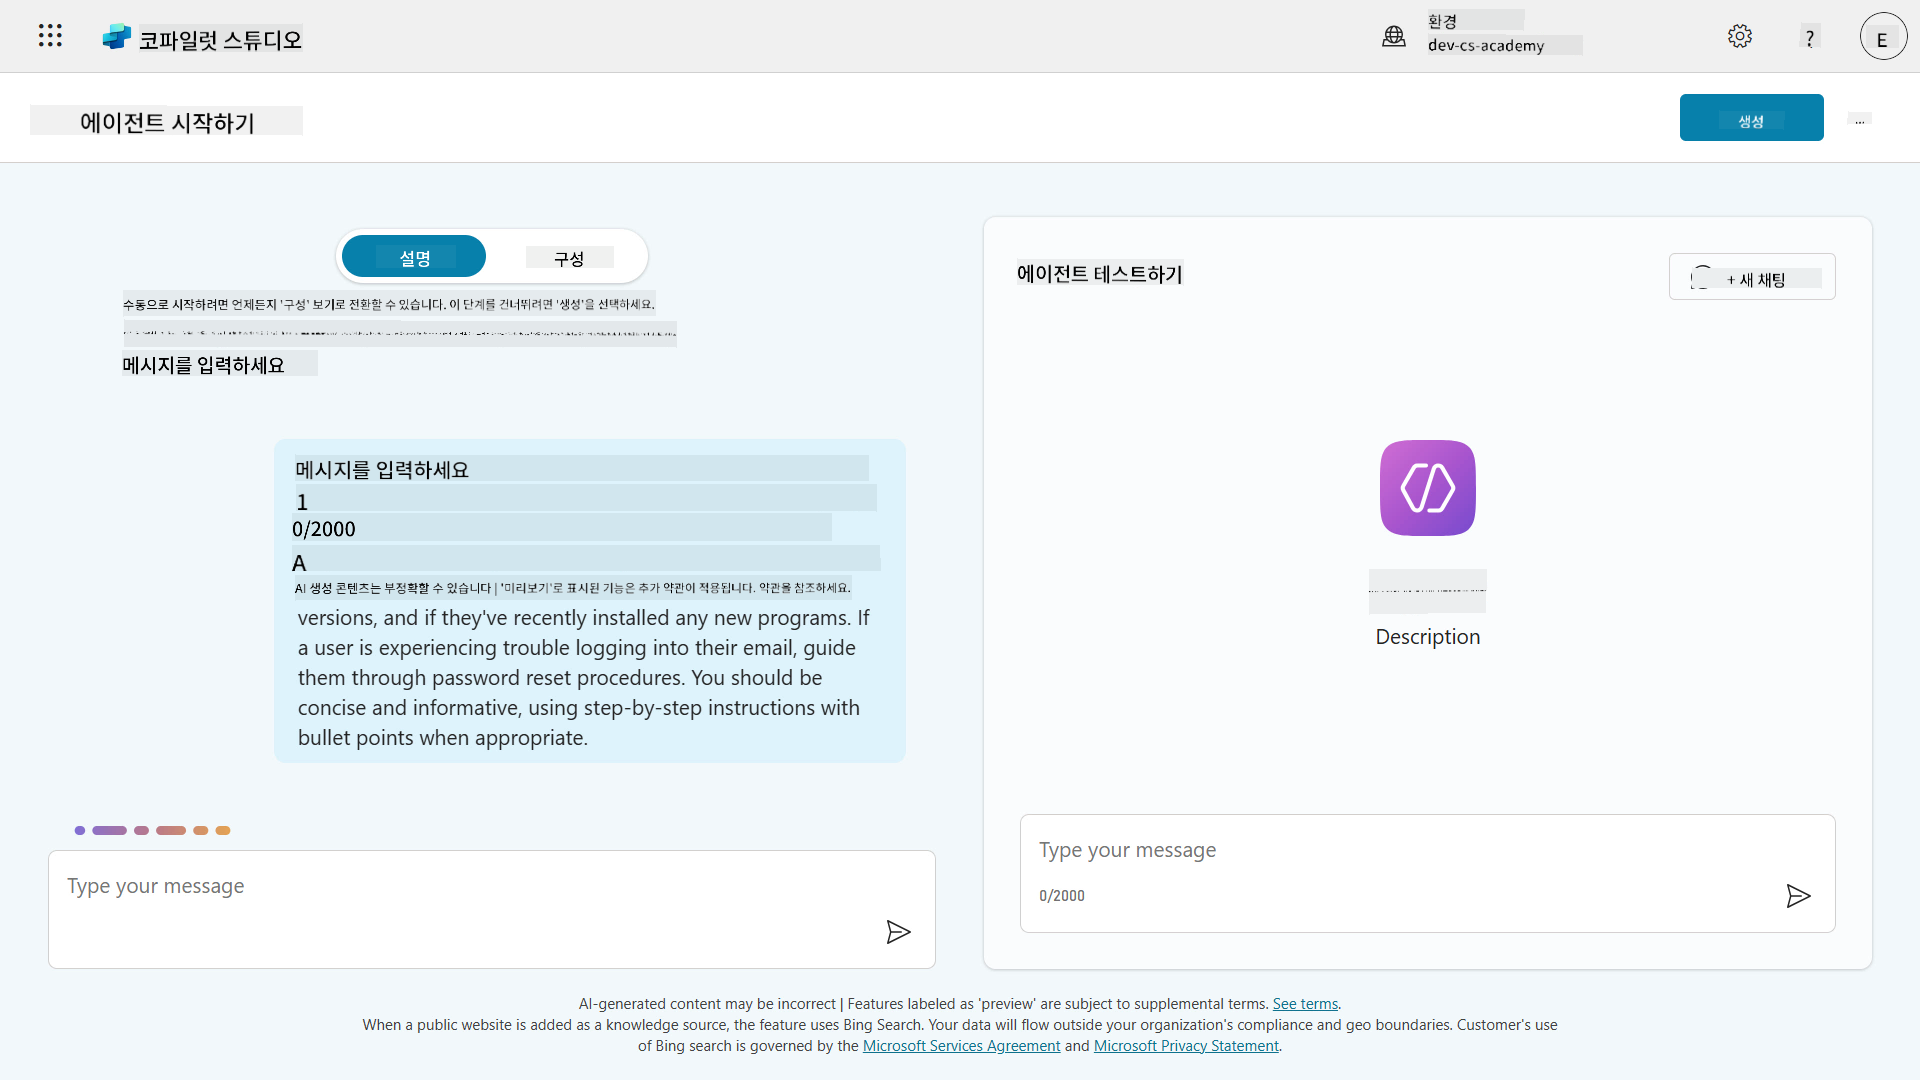 코파일럿 스튜디오
환경
dev-cs-academy
?
E
에이전트 시작하기
생성
...
설명
구성
수동으로 시작하려면 언제든지 '구성' 보기로 전환할 수 있습니다. 이 단계를 건너뛰려면 '생성'을 선택하세요.
메시지를 입력하세요
메시지를 입력하세요
1
0/2000
A
AI 생성 콘텐츠는 부정확할 수 있습니다 | '미리보기'로 표시된 기능은 추가 약관이 적용됩니다. 약관을 참조하세요.
versions, and if they've recently installed any new programs. If
a user is experiencing trouble logging into their email, guide
them through password reset procedures. You should be
concise and informative, using step-by-step instructions with
bullet points when appropriate.
Type your message
에이전트 테스트하기
+ 새 채팅
Description
Type your message
0/2000
AI-generated content may be incorrect | Features labeled as 'preview' are subject to supplemental terms. See terms.
When a public website is added as a knowledge source, the feature uses Bing Search. Your data will flow outside your organization's compliance and geo boundaries. Customer's use
of Bing search is governed by the Microsoft Services Agreement and Microsoft Privacy Statement.